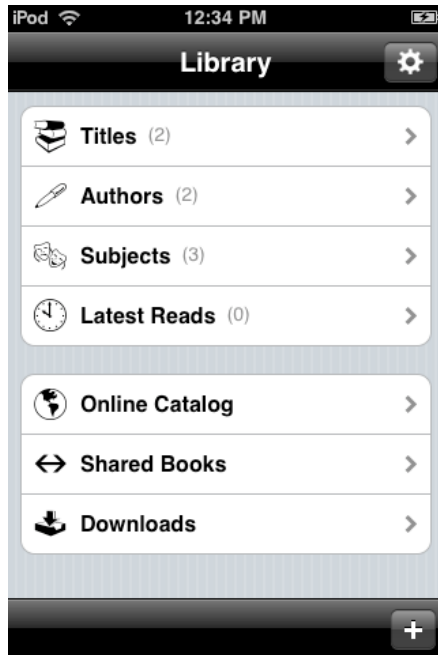 iPod 12:34 PM
Library
Titles (2)
Authors (2)
Subjects (3)
Latest Reads (0)
Online Catalog
Shared Books
Downloads
+